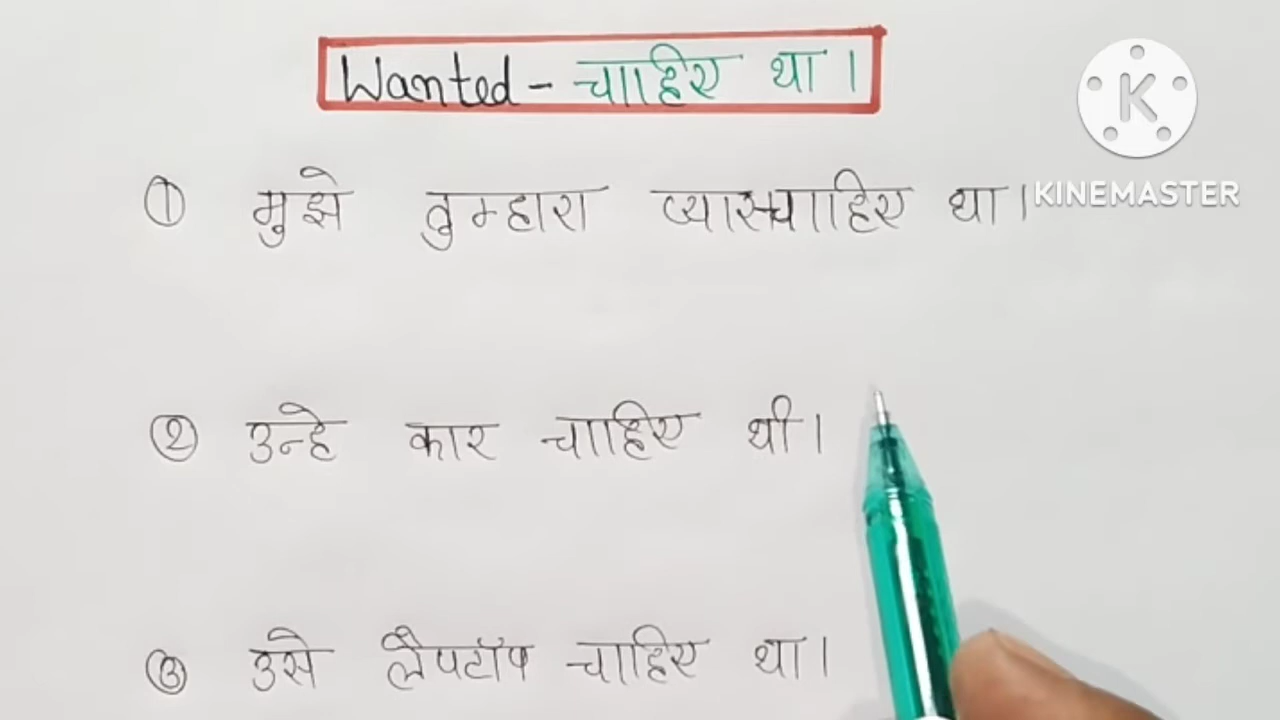 Wanted - चाहिए था।
K
KINEMASTER
① मुझे तुम्हारा व्यास्चाहिए था।
② उन्हे कार चाहिए थी।
③ उसे लैपटॉप चाहिए था।